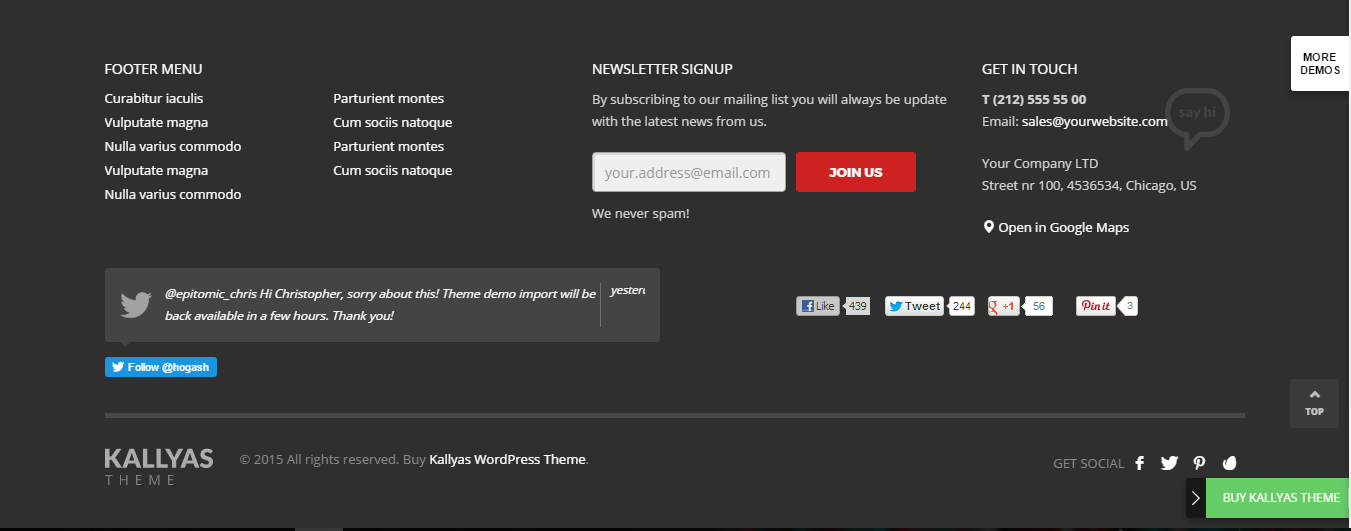 MORE
DEMOS
FOOTER MENU
Curabitur iaculis
Vulputate magna
Nulla varius commodo
Vulputate magna
Nulla varius commodo
Parturient montes
Cum sociis natoque
Parturient montes
Cum sociis natoque
NEWSLETTER SIGNUP
By subscribing to our mailing list you will always be update
with the latest news from us.
your.address@email.com
JOIN US
We never spam!
GET IN TOUCH
T (212) 555 55 00
Email: sales@yourwebsite.com
say hi
Your Company LTD
Street nr 100, 4536534, Chicago, US
Open in Google Maps
@epitomic_chris Hi Christopher, sorry about this! Theme demo import will be
back available in a few hours. Thank you!
Follow @hogash
Like 439
Tweet 244
g +1 56
Pin it 3
TOP
KALLYAS
THEME
© 2015 All rights reserved. Buy Kallyas WordPress Theme.
GET SOCIAL
BUY KALLYAS THEME